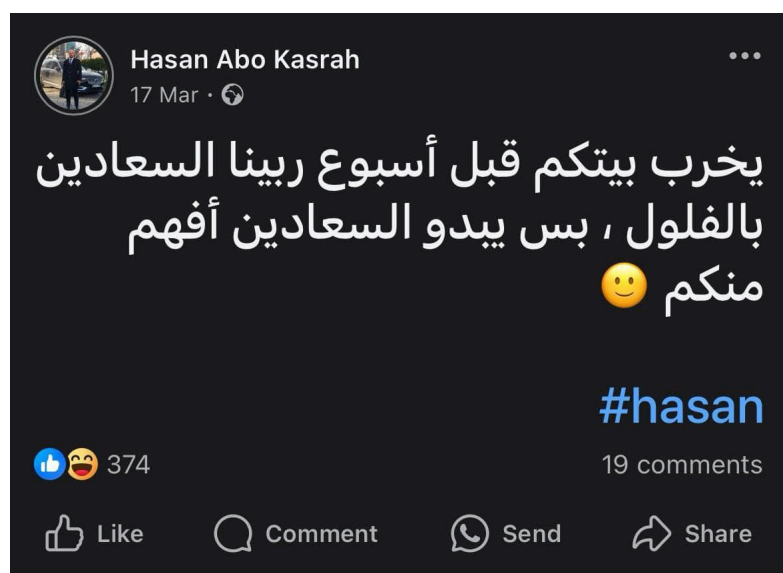 Hasan Abo Kasrah
17 Mar
يخرب بيتكم قبل أسبوع ربينا السعادين
بالفلول ، بس يبدو السعادين أفهم
منكم 🙂
#hasan
374
19 comments
Like
Comment
Send
Share